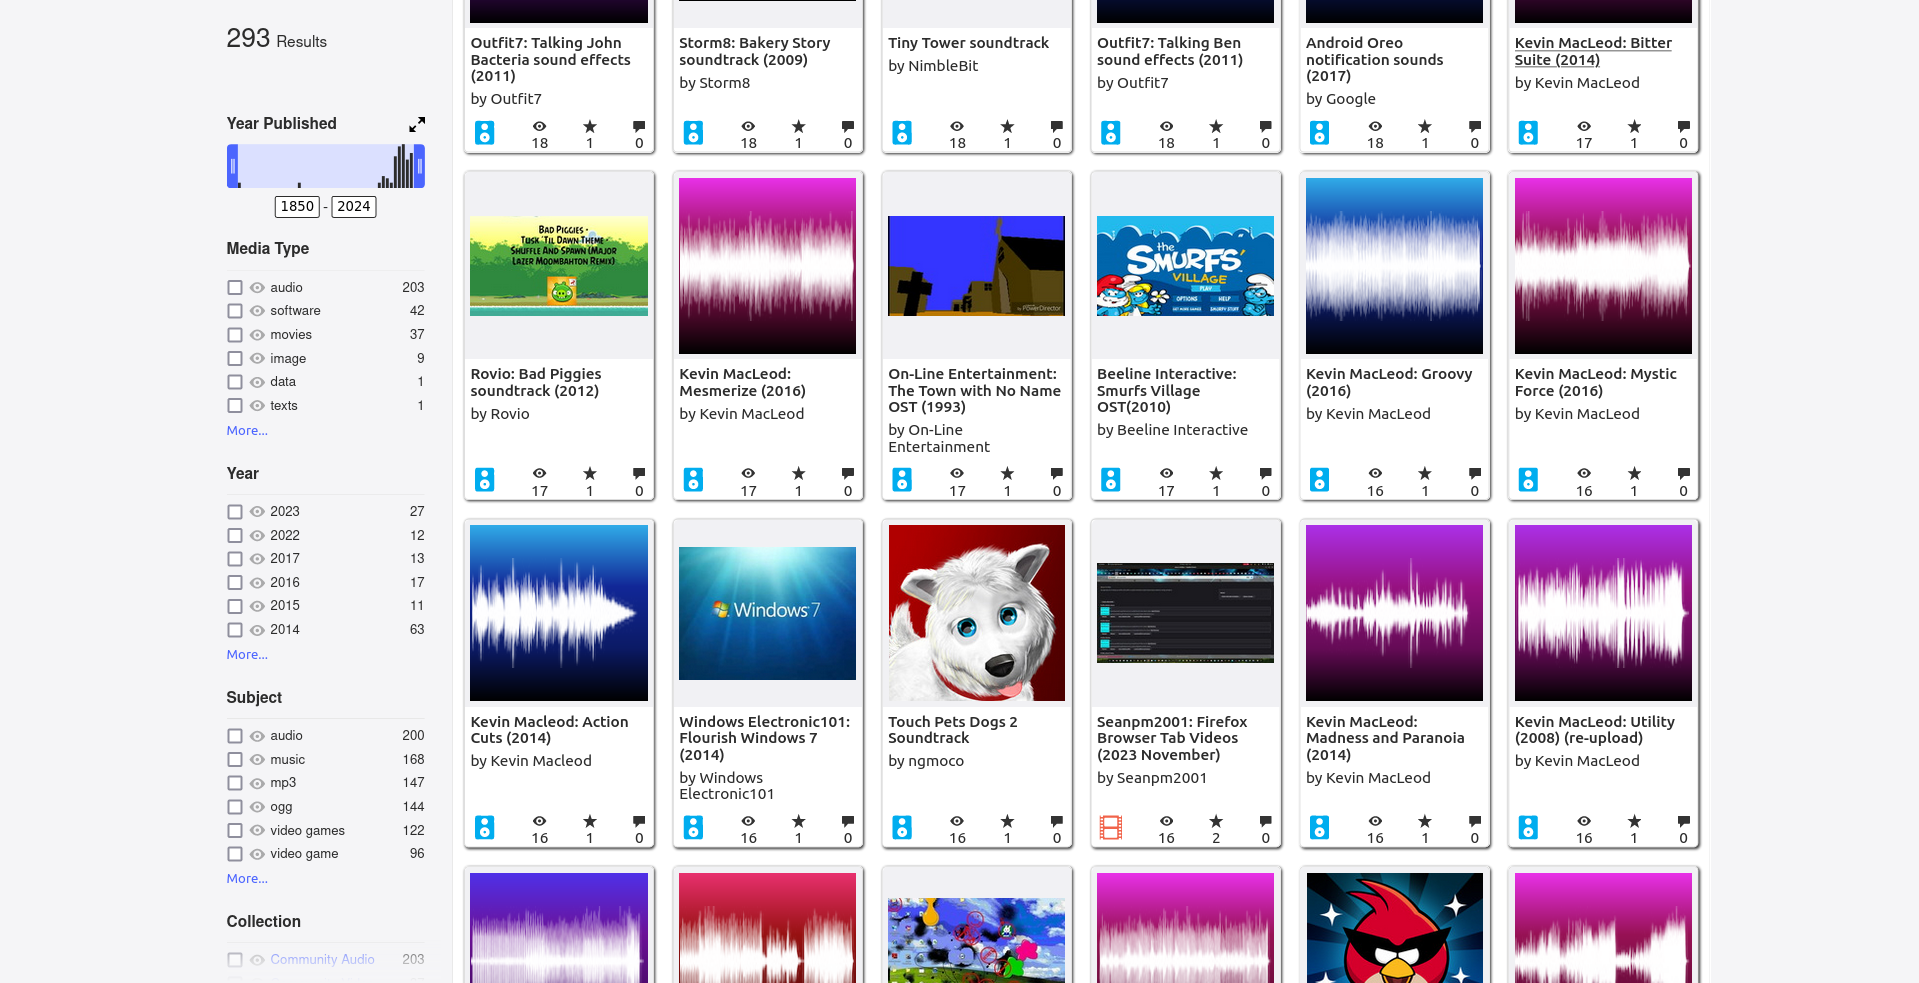 293 Results
Year Published
1850 - 2024
Media Type
audio 203
software 42
movies 37
image 9
data 1
texts 1
More...
Year
2023 27
2022 12
2017 13
2016 17
2015 11
2014 63
More...
Subject
audio 200
music 168
mp3 147
ogg 144
video games 122
video game 96
More...
Collection
Community Audio 203
Outfit7: Talking John
Bacteria sound effects
(2011)
by Outfit7
18 1 0
Storm8: Bakery Story
soundtrack (2009)
by Storm8
18 1 0
Tiny Tower soundtrack
by NimbleBit
18 1 0
Outfit7: Talking Ben
sound effects (2011)
by Outfit7
18 1 0
Android Oreo
notification sounds
(2017)
by Google
18 1 0
Kevin MacLeod: Bitter
Suite (2014)
by Kevin MacLeod
17 1 0
Bad Piggies -
Tusk 'Til Dawn Theme -
Shuffle And Spawn (Major
Lazer Moombahton Remix)
Rovio: Bad Piggies
soundtrack (2012)
by Rovio
17 1 0
Kevin MacLeod:
Mesmerize (2016)
by Kevin MacLeod
17 1 0
by PowerDirector
On-Line Entertainment:
The Town with No Name
OST (1993)
by On-Line
Entertainment
17 1 0
the
SMURFS'
VILLAGE
PLAY
OPTIONS HELP
GET MORE GAMES SMURFY STUFF
Beeline Interactive:
Smurfs Village
OST(2010)
by Beeline Interactive
17 1 0
Kevin MacLeod: Groovy
(2016)
by Kevin MacLeod
16 1 0
Kevin MacLeod: Mystic
Force (2016)
by Kevin MacLeod
16 1 0
Kevin Macleod: Action
Cuts (2014)
by Kevin Macleod
16 1 0
Windows 7
Windows Electronic101:
Flourish Windows 7
(2014)
by Windows
Electronic101
16 1 0
Touch Pets Dogs 2
Soundtrack
by ngmoco
16 1 0
Seanpm2001: Firefox
Browser Tab Videos
(2023 November)
by Seanpm2001
16 2 0
Kevin MacLeod:
Madness and Paranoia
(2014)
by Kevin MacLeod
16 1 0
Kevin MacLeod: Utility
(2008) (re-upload)
by Kevin MacLeod
16 1 0